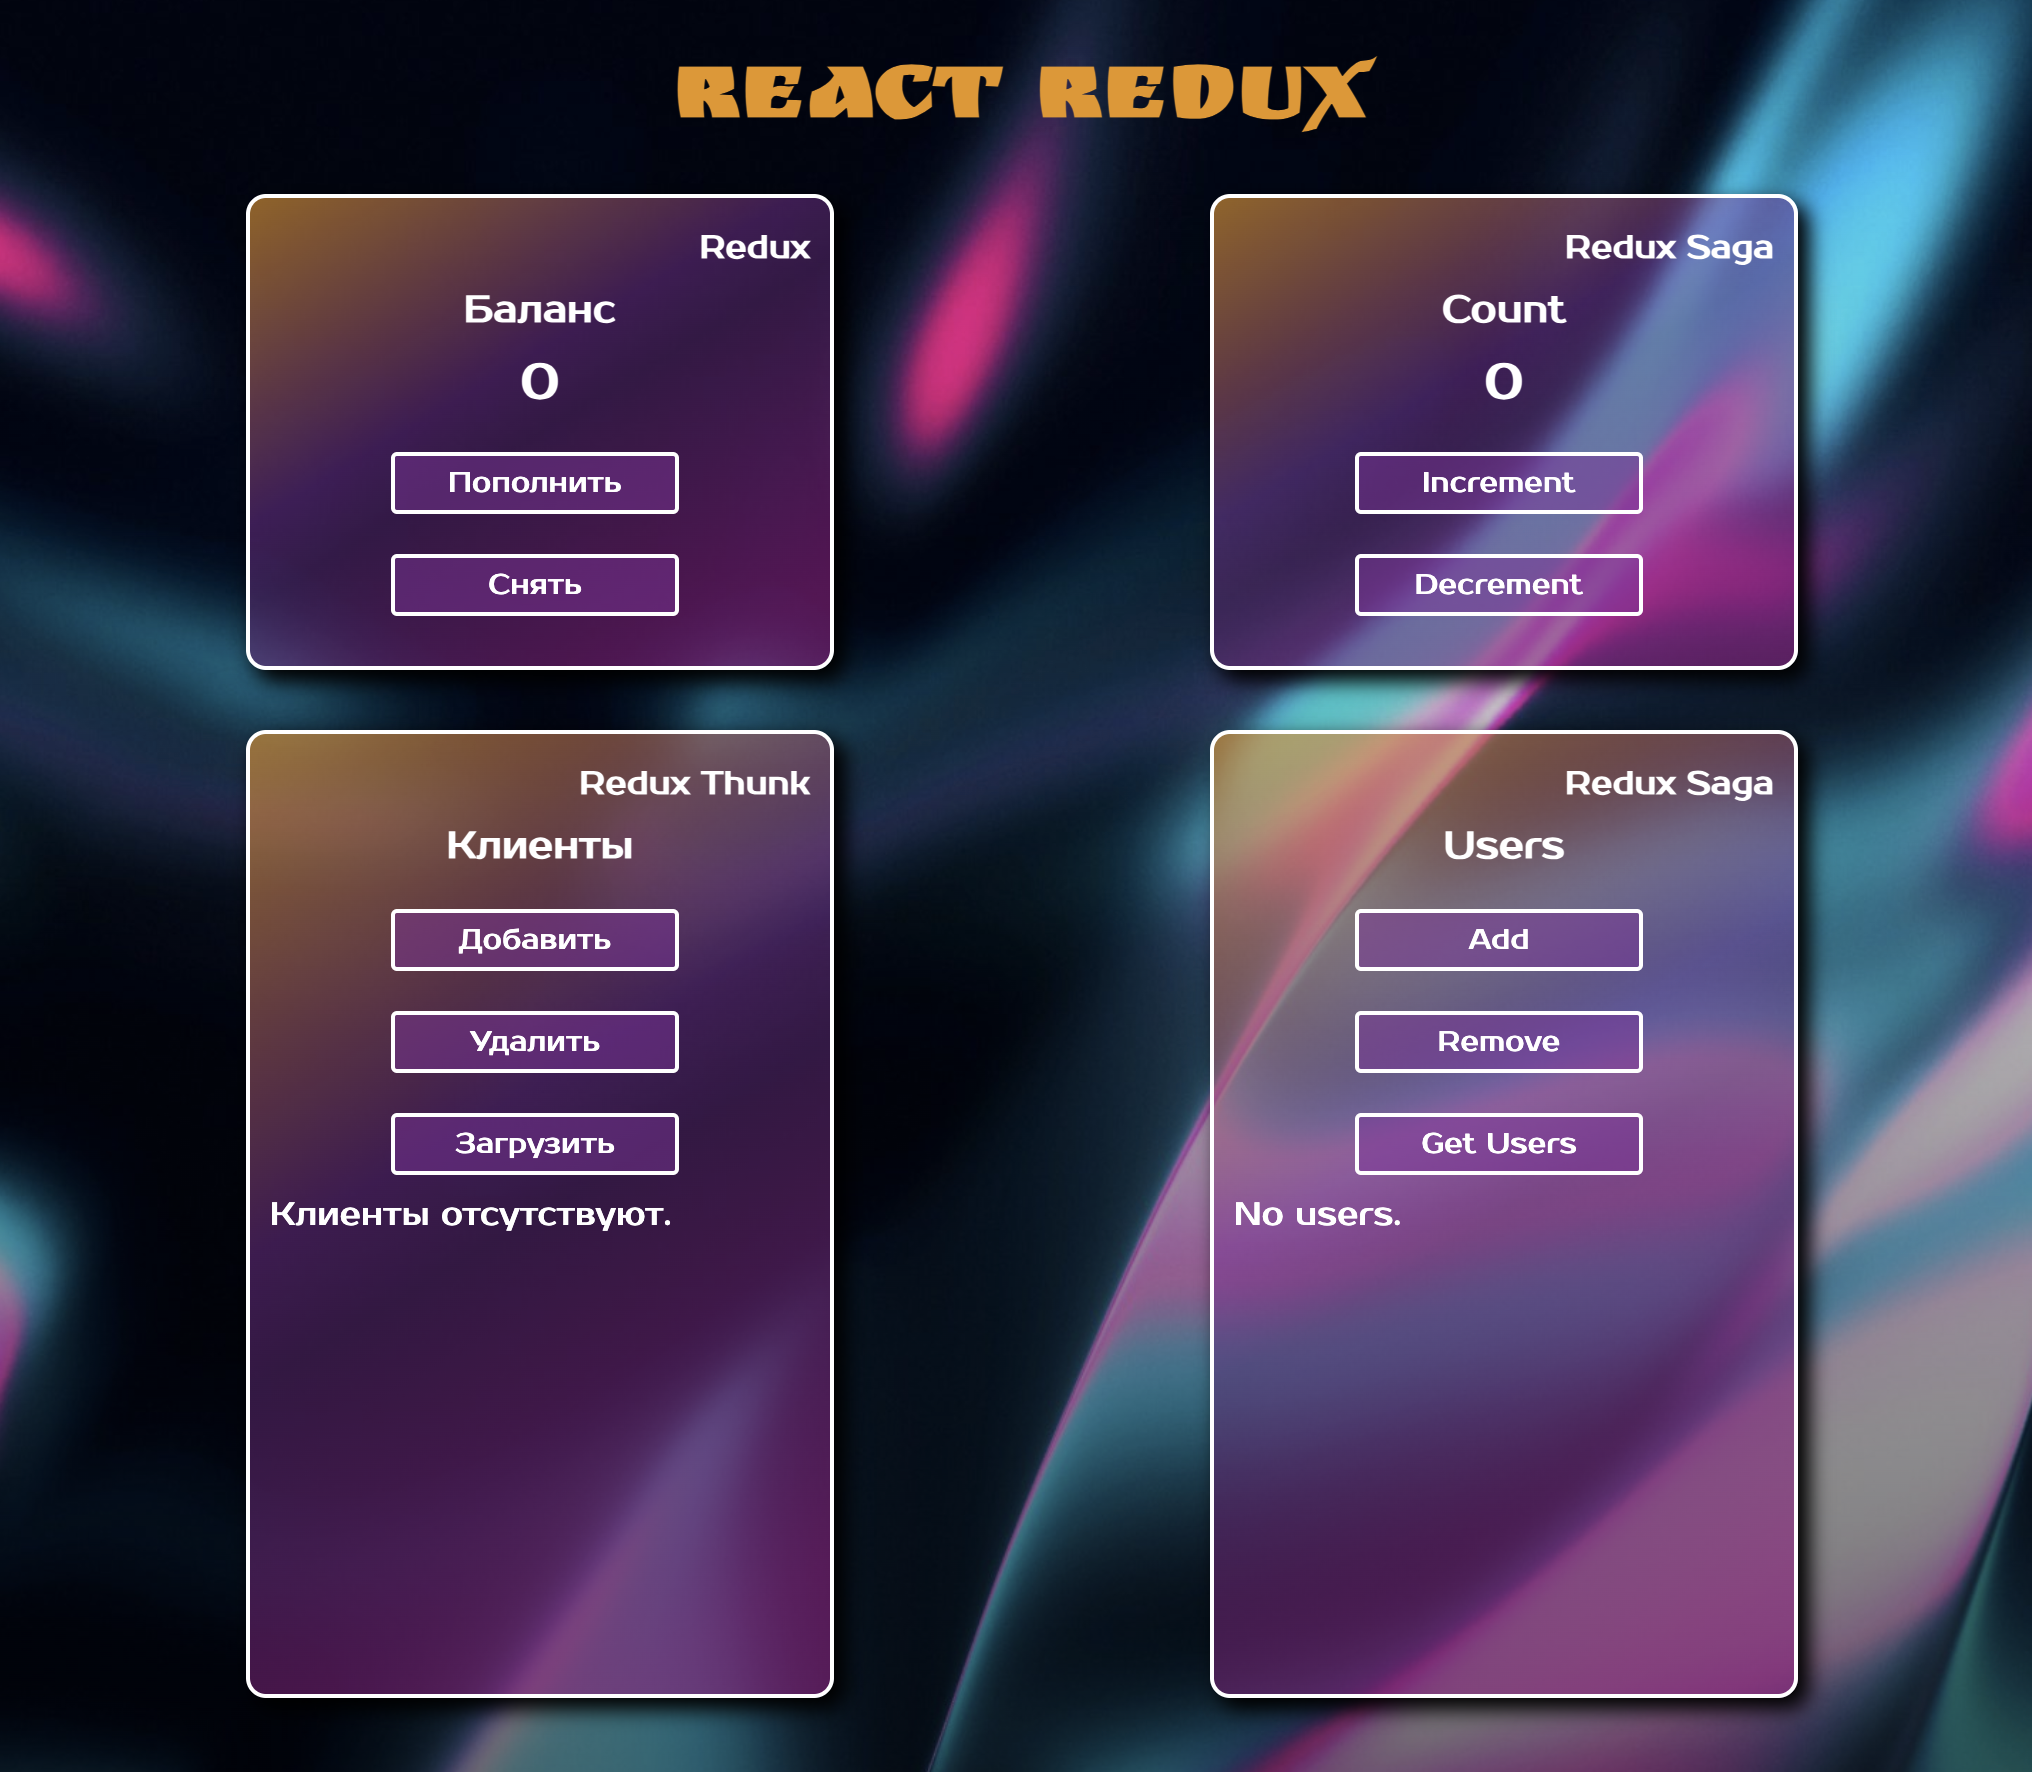 REACT REDUX
Redux
Баланс
0
Пополнить
Снять
Redux Saga
Count
0
Increment
Decrement
Redux Thunk
Клиенты
Добавить
Удалить
Загрузить
Клиенты отсутствуют.
Redux Saga
Users
Add
Remove
Get Users
No users.